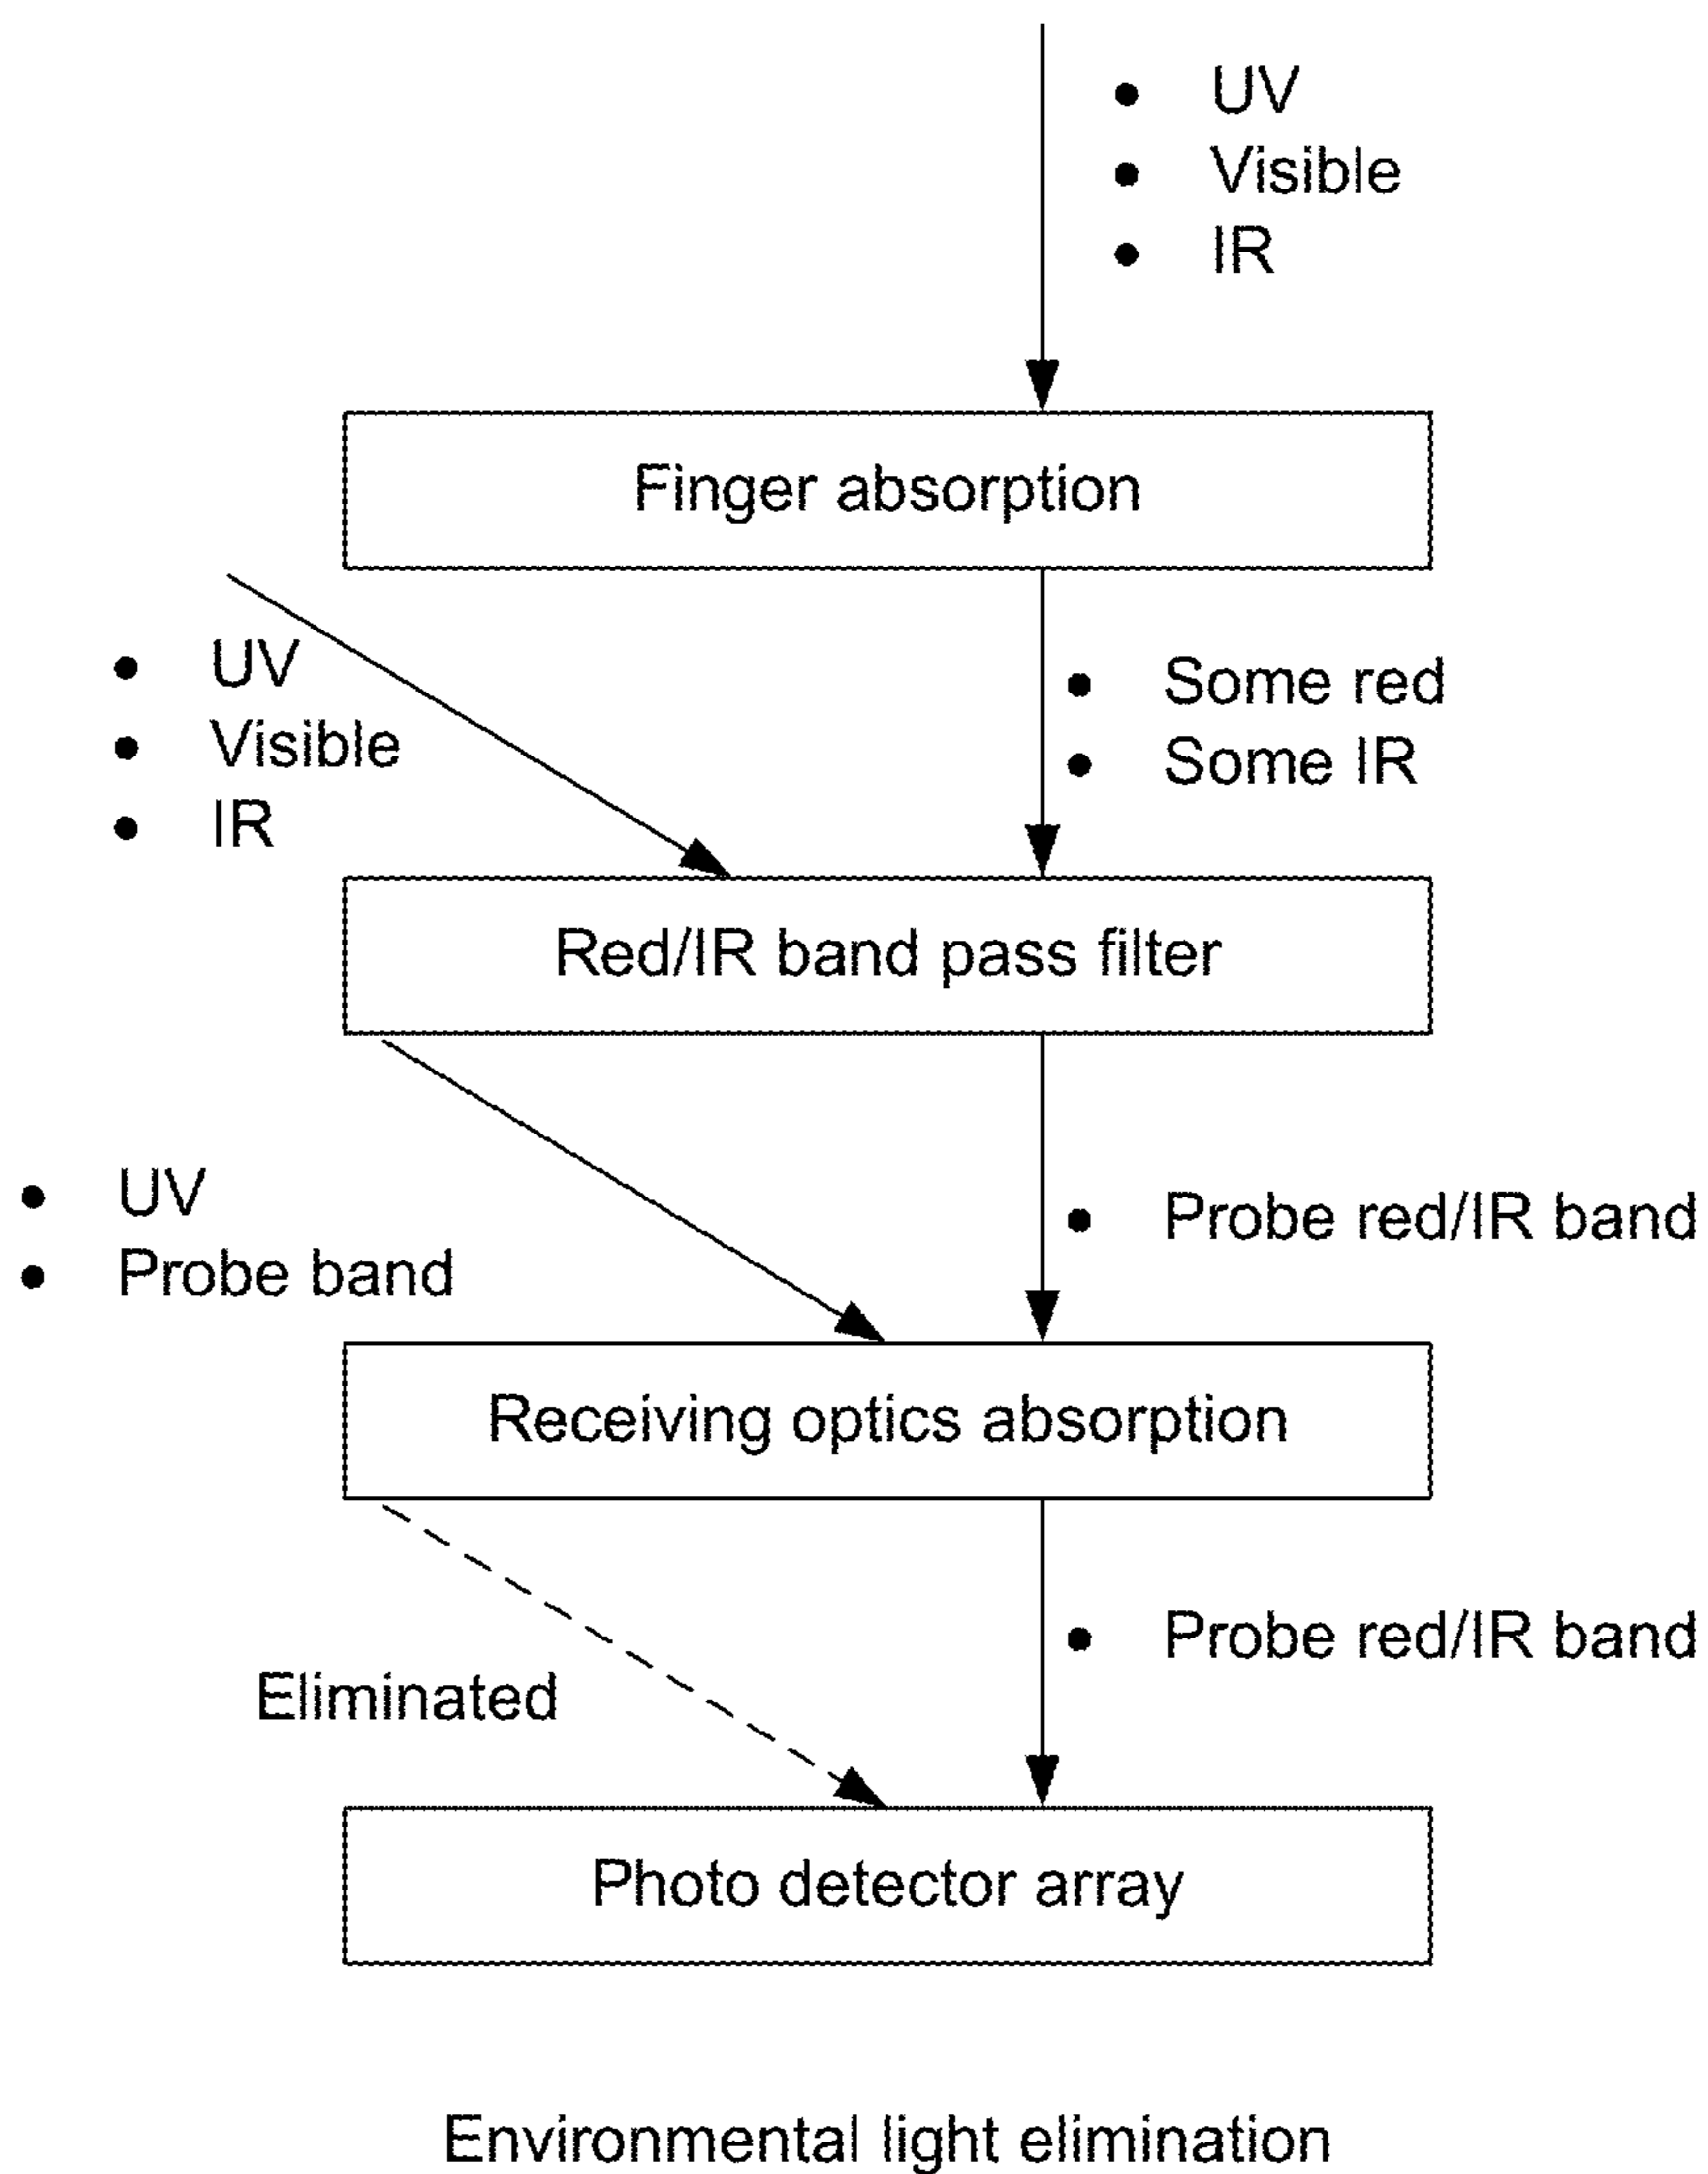 • UV
• Visible
• IR
Finger absorption
• UV
• Visible
• IR
• Some red
• Some IR
Red/IR band pass filter
• UV
• Probe band
• Probe red/IR band
Receiving optics absorption
Eliminated
• Probe red/IR band
Photo detector array
Environmental light elimination